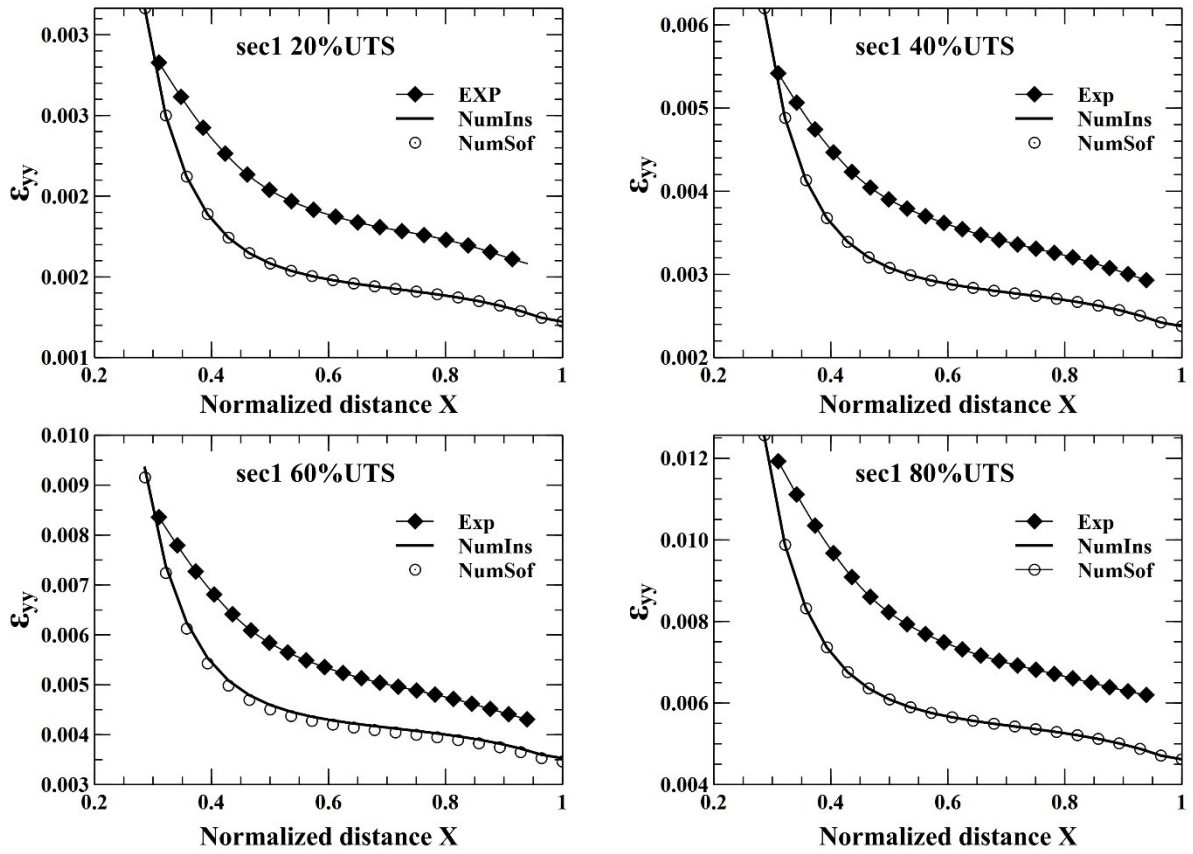 0.003
0.003
0.002
0.002
0.001
εyy
sec1 20%UTS
EXP
NumIns
NumSof
0.2 0.4 0.6 0.8 1
Normalized distance X
0.006
0.005
0.004
0.003
0.002
εyy
sec1 40%UTS
Exp
NumIns
NumSof
0.2 0.4 0.6 0.8 1
Normalized distance X
0.010
0.009
0.008
0.007
0.006
0.005
0.004
0.003
εyy
sec1 60%UTS
Exp
NumIns
NumSof
0.2 0.4 0.6 0.8 1
Normalized distance X
0.012
0.010
0.008
0.006
0.004
εyy
sec1 80%UTS
Exp
NumIns
NumSof
0.2 0.4 0.6 0.8 1
Normalized distance X